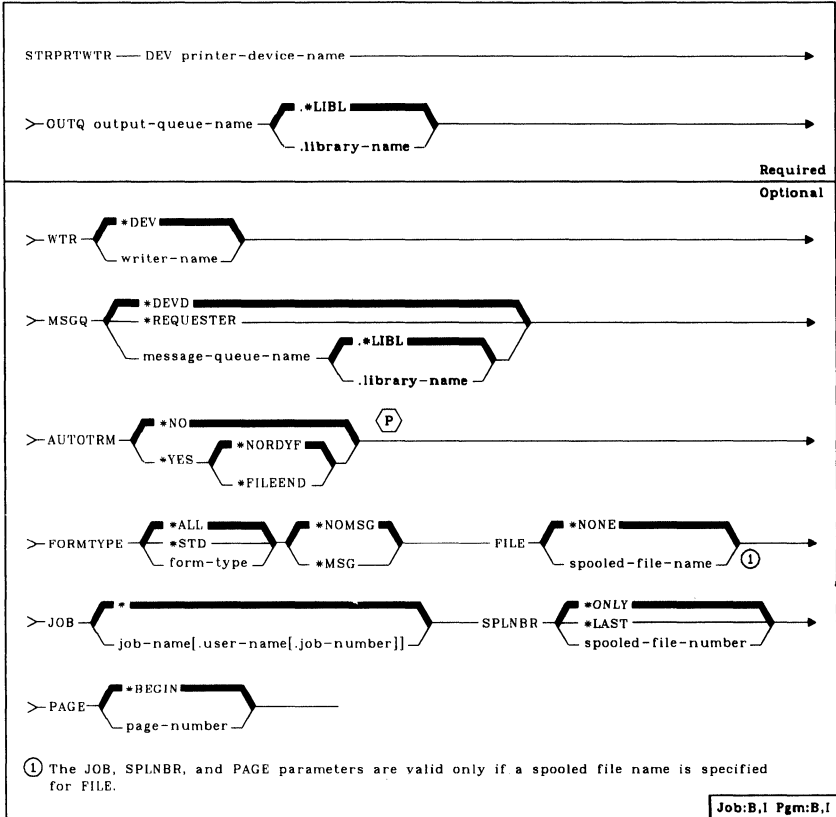 STRPRTWTR DEV printer-device-name
.*LIBL
OUTQ output-queue-name
.library-name
Required
Optional
*DEV
WTR
writer-name
*DEVD
MSGQ *REQUESTER
message-queue-name .*LIBL
.library-name
*NO P
AUTOTRM
*YES *NORDYF
*FILEEND
*ALL *NOMSG *NONE
FORMTYPE *STD FILE
form-type *MSG spooled-file-name 1
* *ONLY
JOB SPLNBR *LAST
job-name[.user-name[.job-number]] spooled-file-number
*BEGIN
PAGE
page-number
1 The JOB, SPLNBR, and PAGE parameters are valid only if a spooled file name is specified
for FILE.
Job:B,I Pgm:B,I